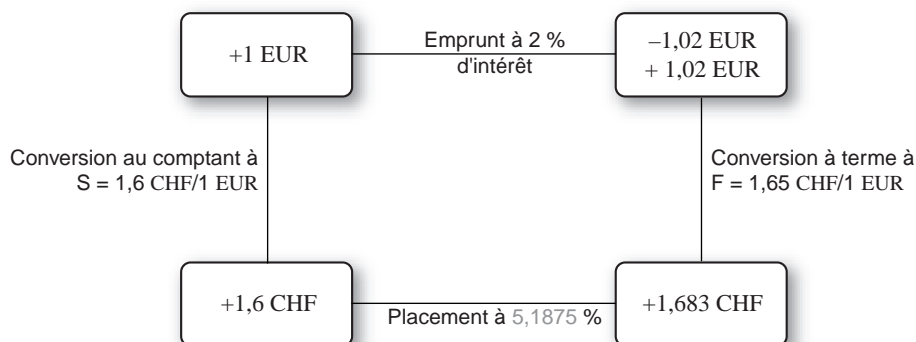 +1 EUR
Emprunt à 2 %
d'intérêt
–1,02 EUR
+ 1,02 EUR
Conversion au comptant à
S = 1,6 CHF/1 EUR
Conversion à terme à
F = 1,65 CHF/1 EUR
+1,6 CHF
Placement à 5,1875 %
+1,683 CHF